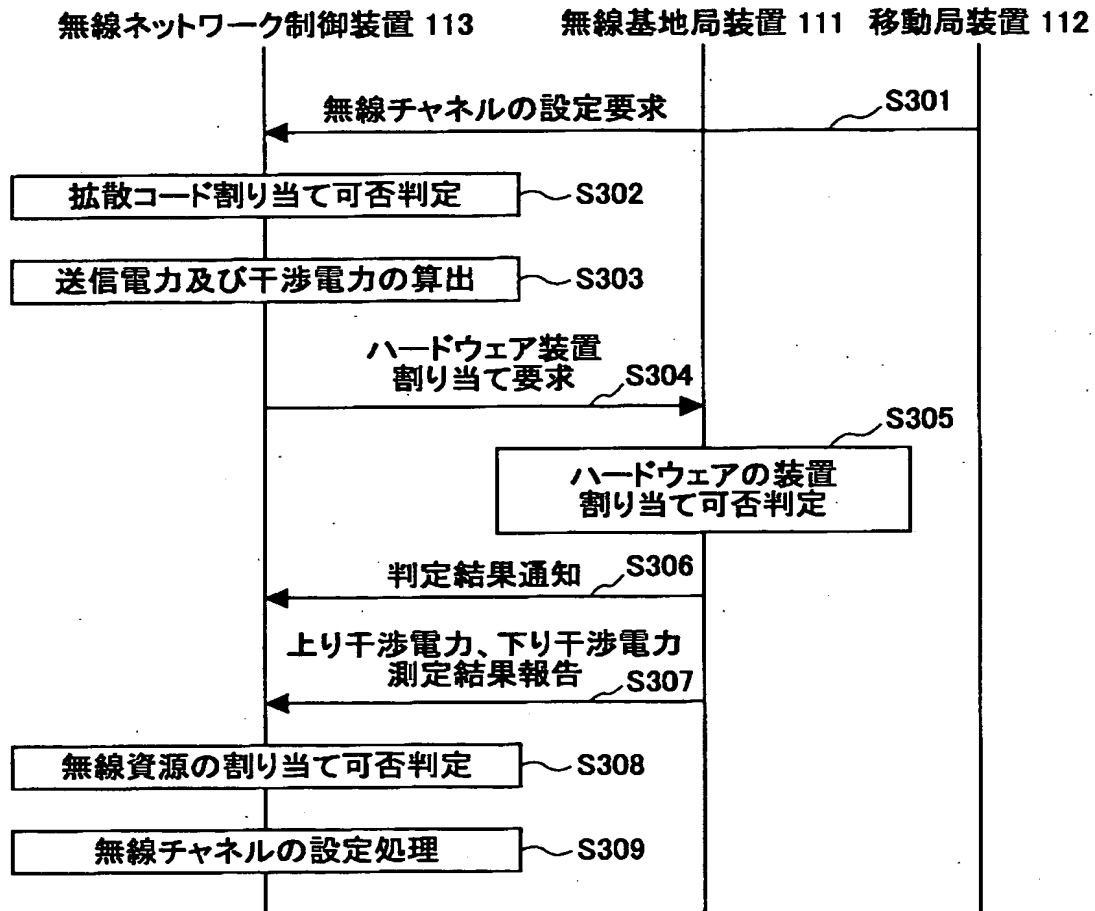 無線ネットワーク制御装置 113
無線基地局装置 111
移動局装置 112
無線チャネルの設定要求
S301
拡散コード割り当て可否判定
S302
送信電力及び干渉電力の算出
S303
ハードウェア装置
割り当て要求
S304
S305
ハードウェアの装置
割り当て可否判定
判定結果通知
S306
上り干渉電力、下り干渉電力
測定結果報告
S307
無線資源の割り当て可否判定
S308
無線チャネルの設定処理
S309